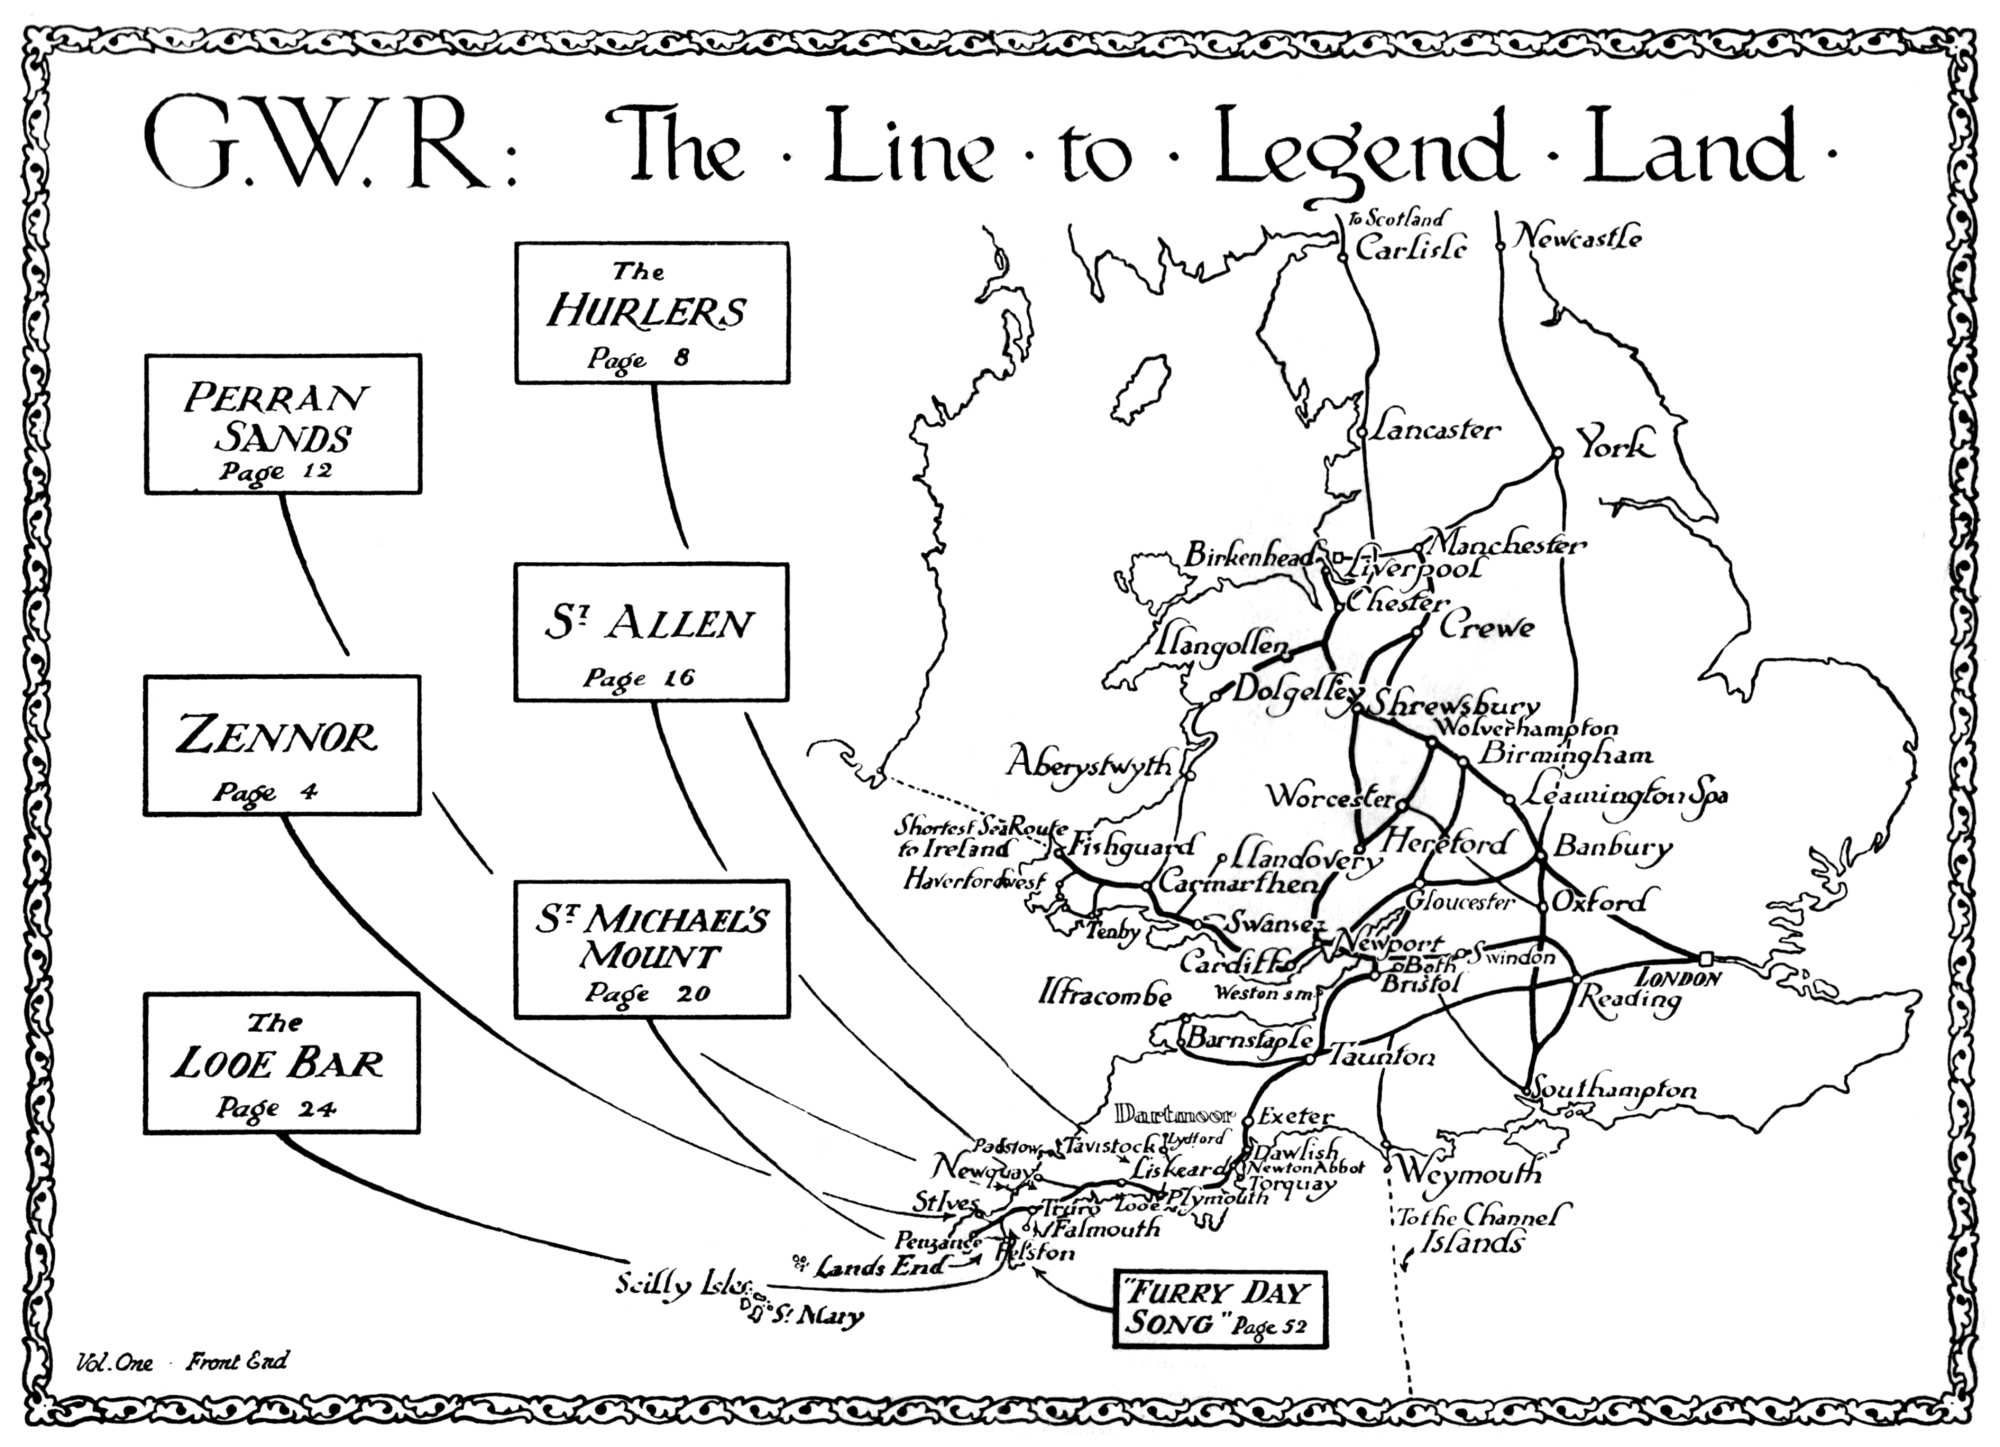 G.W.R: The · Line · to · Legend · Land ·
The
HURLERS
Page 8
PERRAN
SANDS
Page 12
ST ALLEN
Page 16
ZENNOR
Page 4
ST MICHAEL'S
MOUNT
Page 20
The
LOOE BAR
Page 24
"FURRY DAY
SONG" Page 52
To Scotland
Carlisle
Newcastle
Lancaster
York
Birkenhead
Liverpool
Manchester
Chester
Crewe
Llangollen
Dolgelley
Shrewsbury
Wolverhampton
Birmingham
Aberystwyth
Worcester
Leamington Spa
Shortest Sea Route
to Ireland
Fishguard
Llandovery
Hereford
Banbury
Haverfordwest
Carmarthen
Gloucester
Oxford
Tenby
Swansea
Newport
Swindon
Cardiff
Bath
Bristol
LONDON
Ilfracombe
Weston s m
Reading
Barnstaple
Taunton
Southampton
Dartmoor
Exeter
Padstow
Tavistock
Lydford
Dawlish
Newquay
Liskeard
Newton Abbot
Torquay
Weymouth
St Ives
Truro
Looe
Plymouth
Falmouth
To the Channel
Islands
Penzance
Helston
Lands End
Scilly Isles
St Mary
Vol. One · Front End